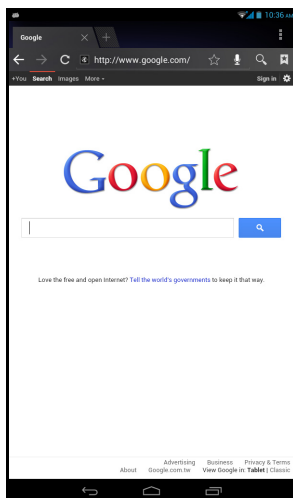 10:36 AM
Google
http://www.google.com/
+You Search Images More
Sign in
Google
Love the free and open Internet? Tell the world's governments to keep it that way.
Advertising Business Privacy & Terms
About Google.com.tw View Google in: Tablet | Classic